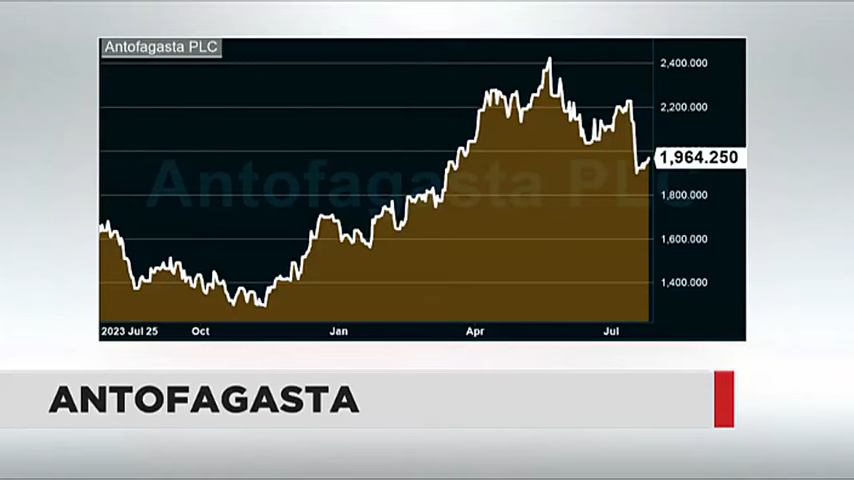 Antofagasta PLC
2,400.000
2,200.000
1,964.250
Antofagasta PLC
1,800.000
1,600.000
1,400.000
2023 Jul 25 Oct Jan Apr Jul
ANTOFAGASTA